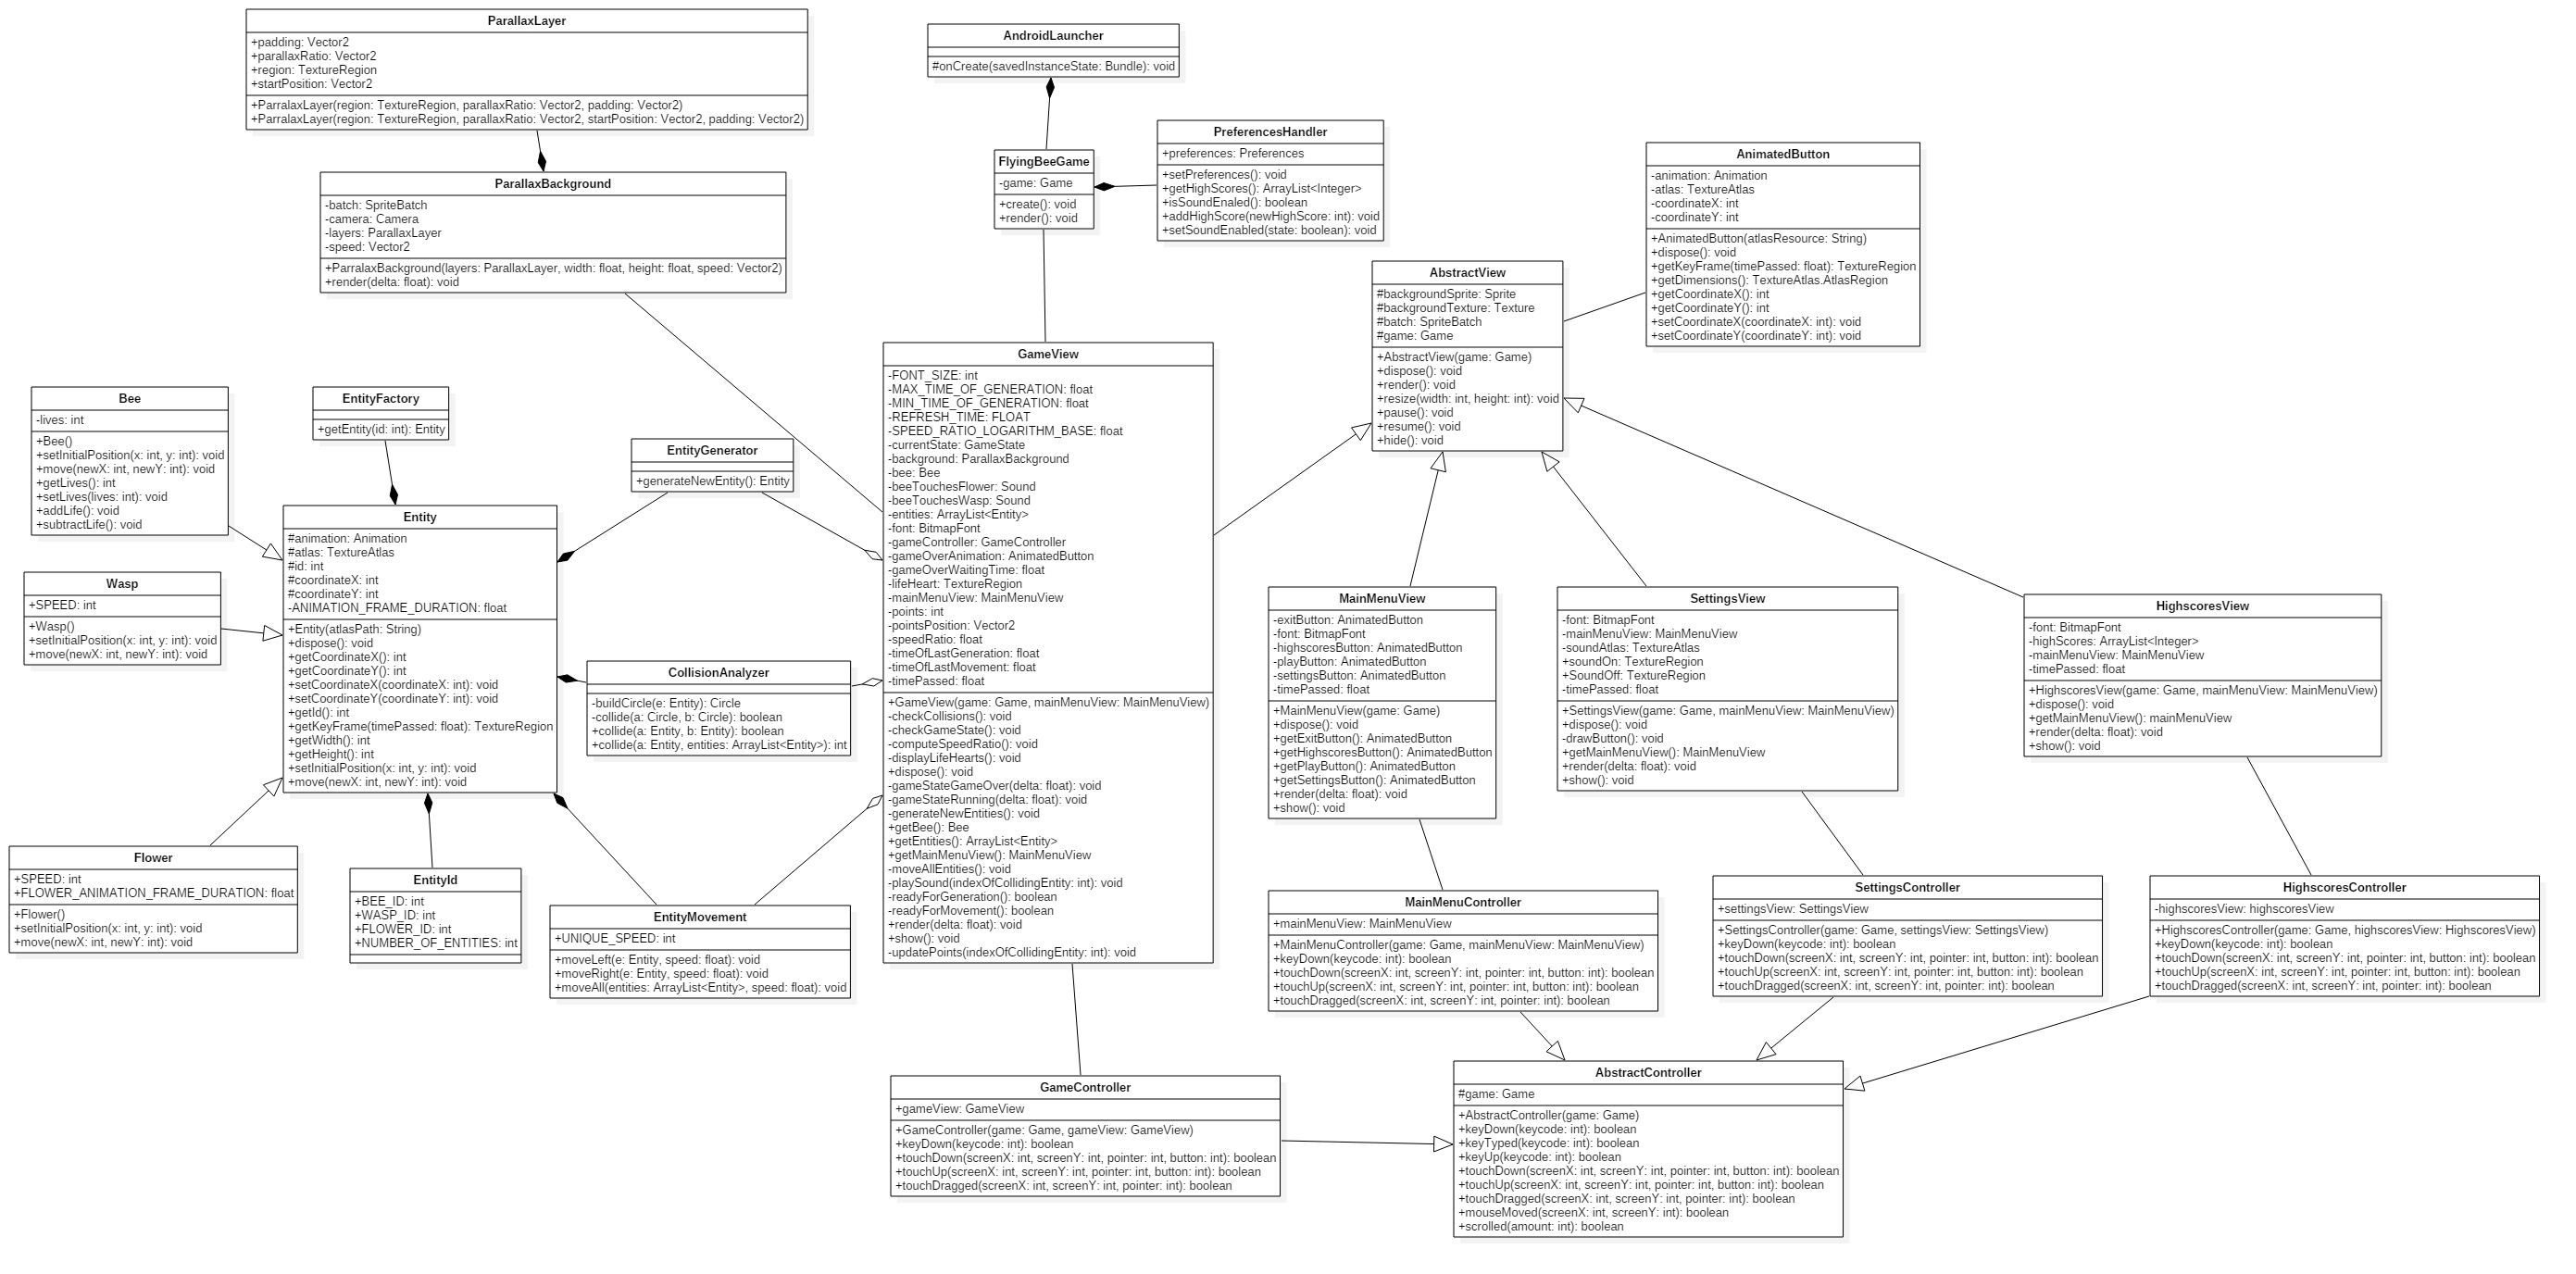 ParallaxLayer
+padding: Vector2
+parallaxRatio: Vector2
+region: TextureRegion
+startPosition: Vector2
+ParralaxLayer(region: TextureRegion, parallaxRatio: Vector2, padding: Vector2)
+ParralaxLayer(region: TextureRegion, parallaxRatio: Vector2, startPosition: Vector2, padding: Vector2)
AndroidLauncher
#onCreate(savedInstanceState: Bundle): void
ParallaxBackground
-batch: SpriteBatch
-camera: Camera
-layers: ParallaxLayer
-speed: Vector2
+ParralaxBackground(layers: ParallaxLayer, width: float, height: float, speed: Vector2)
+render(delta: float): void
FlyingBeeGame
-game: Game
+create(): void
+render(): void
PreferencesHandler
+preferences: Preferences
+setPreferences(): void
+getHighScores(): ArrayList<Integer>
+isSoundEnaled(): boolean
+addHighScore(newHighScore: int): void
+setSoundEnabled(state: boolean): void
AnimatedButton
-animation: Animation
-atlas: TextureAtlas
-coordinateX: int
-coordinateY: int
+AnimatedButton(atlasResource: String)
+dispose(): void
+getKeyFrame(timePassed: float): TextureRegion
+getDimensions(): TextureAtlas.AtlasRegion
+getCoordinateX(): int
+getCoordinateY(): int
+setCoordinateX(coordinateX: int): void
+setCoordinateY(coordinateY: int): void
AbstractView
#backgroundSprite: Sprite
#backgroundTexture: Texture
#batch: SpriteBatch
#game: Game
+AbstractView(game: Game)
+dispose(): void
+render(): void
+resize(width: int, height: int): void
+pause(): void
+resume(): void
+hide(): void
Bee
-lives: int
+Bee()
+setInitialPosition(x: int, y: int): void
+move(newX: int, newY: int): void
+getLives(): int
+setLives(lives: int): void
+addLife(): void
+subtractLife(): void
EntityFactory
+getEntity(id: int): Entity
EntityGenerator
+generateNewEntity(): Entity
GameView
-FONT_SIZE: int
-MAX_TIME_OF_GENERATION: float
-MIN_TIME_OF_GENERATION: float
-REFRESH_TIME: FLOAT
-SPEED_RATIO_LOGARITHM_BASE: float
-currentState: GameState
-background: ParallaxBackground
-bee: Bee
-beeTouchesFlower: Sound
-beeTouchesWasp: Sound
-entities: ArrayList<Entity>
-font: BitmapFont
-gameController: GameController
-gameOverAnimation: AnimatedButton
-gameOverWaitingTime: float
-lifeHeart: TextureRegion
-mainMenuView: MainMenuView
-points: int
-pointsPosition: Vector2
-speedRatio: float
-timeOfLastGeneration: float
-timeOfLastMovement: float
-timePassed: float
+GameView(game: Game, mainMenuView: MainMenuView)
-checkCollisions(): void
-checkGameState(): void
-computeSpeedRatio(): void
-displayLifeHearts(): void
+dispose(): void
-gameStateGameOver(delta: float): void
-gameStateRunning(delta: float): void
-generateNewEntities(): void
+getBee(): Bee
+getEntities(): ArrayList<Entity>
+getMainMenuView(): MainMenuView
-moveAllEntities(): void
-playSound(indexOfCollidingEntity: int): void
-readyForGeneration(): boolean
-readyForMovement(): boolean
+render(delta: float): void
+show(): void
-updatePoints(indexOfCollidingEntity: int): void
Entity
#animation: Animation
#atlas: TextureAtlas
#id: int
#coordinateX: int
#coordinateY: int
-ANIMATION_FRAME_DURATION: float
+Entity(atlasPath: String)
+dispose(): void
+getCoordinateX(): int
+getCoordinateY(): int
+setCoordinateX(coordinateX: int): void
+setCoordinateY(coordinateY: int): void
+getId(): int
+getKeyFrame(timePassed: float): TextureRegion
+getWidth(): int
+getHeight(): int
+setInitialPosition(x: int, y: int): void
+move(newX: int, newY: int): void
Wasp
+SPEED: int
+Wasp()
+setInitialPosition(x: int, y: int): void
+move(newX: int, newY: int): void
CollisionAnalyzer
-buildCircle(e: Entity): Circle
-collide(a: Circle, b: Circle): boolean
+collide(a: Entity, b: Entity): boolean
+collide(a: Entity, entities: ArrayList<Entity>): int
MainMenuView
-exitButton: AnimatedButton
-font: BitmapFont
-highscoresButton: AnimatedButton
-playButton: AnimatedButton
-settingsButton: AnimatedButton
-timePassed: float
+MainMenuView(game: Game)
+dispose(): void
+getExitButton(): AnimatedButton
+getHighscoresButton(): AnimatedButton
+getPlayButton(): AnimatedButton
+getSettingsButton(): AnimatedButton
+render(delta: float): void
+show(): void
SettingsView
-font: BitmapFont
-mainMenuView: MainMenuView
-soundAtlas: TextureAtlas
+soundOn: TextureRegion
+SoundOff: TextureRegion
-timePassed: float
+SettingsView(game: Game, mainMenuView: MainMenuView)
+dispose(): void
-drawButton(): void
+getMainMenuView(): MainMenuView
+render(delta: float): void
+show(): void
HighscoresView
-font: BitmapFont
-highScores: ArrayList<Integer>
-mainMenuView: MainMenuView
-timePassed: float
+HighscoresView(game: Game, mainMenuView: MainMenuView)
+dispose(): void
+getMainMenuView(): mainMenuView
+render(delta: float): void
+show(): void
Flower
+SPEED: int
+FLOWER_ANIMATION_FRAME_DURATION: float
+Flower()
+setInitialPosition(x: int, y: int): void
+move(newX: int, newY: int): void
EntityId
+BEE_ID: int
+WASP_ID: int
+FLOWER_ID: int
+NUMBER_OF_ENTITIES: int
EntityMovement
+UNIQUE_SPEED: int
+moveLeft(e: Entity, speed: float): void
+moveRight(e: Entity, speed: float): void
+moveAll(entities: ArrayList<Entity>, speed: float): void
MainMenuController
+mainMenuView: MainMenuView
+MainMenuController(game: Game, mainMenuView: MainMenuView)
+keyDown(keycode: int): boolean
+touchDown(screenX: int, screenY: int, pointer: int, button: int): boolean
+touchUp(screenX: int, screenY: int, pointer: int, button: int): boolean
+touchDragged(screenX: int, screenY: int, pointer: int): boolean
SettingsController
+settingsView: SettingsView
+SettingsController(game: Game, settingsView: SettingsView)
+keyDown(keycode: int): boolean
+touchDown(screenX: int, screenY: int, pointer: int, button: int): boolean
+touchUp(screenX: int, screenY: int, pointer: int, button: int): boolean
+touchDragged(screenX: int, screenY: int, pointer: int): boolean
HighscoresController
-highscoresView: highscoresView
+HighscoresController(game: Game, highscoresView: HighscoresView)
+keyDown(keycode: int): boolean
+touchDown(screenX: int, screenY: int, pointer: int, button: int): boolean
+touchUp(screenX: int, screenY: int, pointer: int, button: int): boolean
+touchDragged(screenX: int, screenY: int, pointer: int): boolean
GameController
+gameView: GameView
+GameController(game: Game, gameView: GameView)
+keyDown(keycode: int): boolean
+touchDown(screenX: int, screenY: int, pointer: int, button: int): boolean
+touchUp(screenX: int, screenY: int, pointer: int, button: int): boolean
+touchDragged(screenX: int, screenY: int, pointer: int): boolean
AbstractController
#game: Game
+AbstractController(game: Game)
+keyDown(keycode: int): boolean
+keyTyped(keycode: int): boolean
+keyUp(keycode: int): boolean
+touchDown(screenX: int, screenY: int, pointer: int, button: int): boolean
+touchUp(screenX: int, screenY: int, pointer: int, button: int): boolean
+touchDragged(screenX: int, screenY: int, pointer: int): boolean
+mouseMoved(screenX: int, screenY: int): boolean
+scrolled(amount: int): boolean